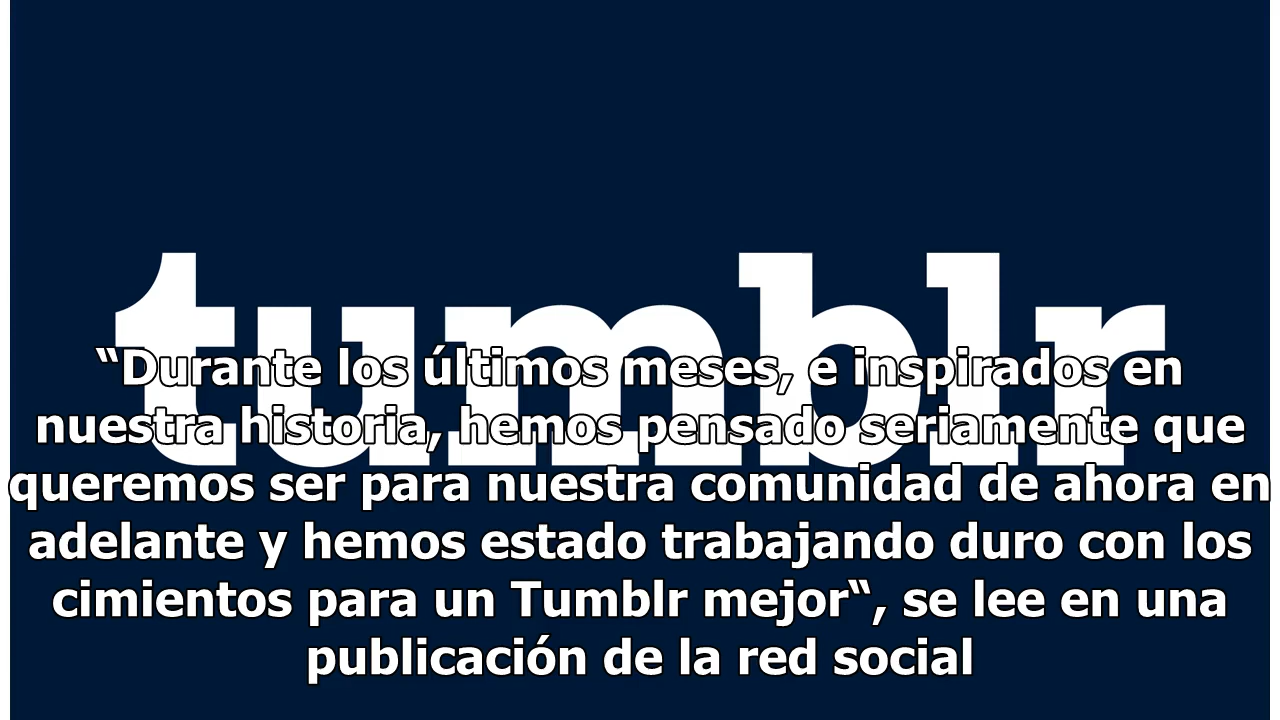 tumblr
“Durante los últimos meses, e inspirados en
nuestra historia, hemos pensado seriamente que
queremos ser para nuestra comunidad de ahora en
adelante y hemos estado trabajando duro con los
cimientos para un Tumblr mejor“, se lee en una
publicación de la red social